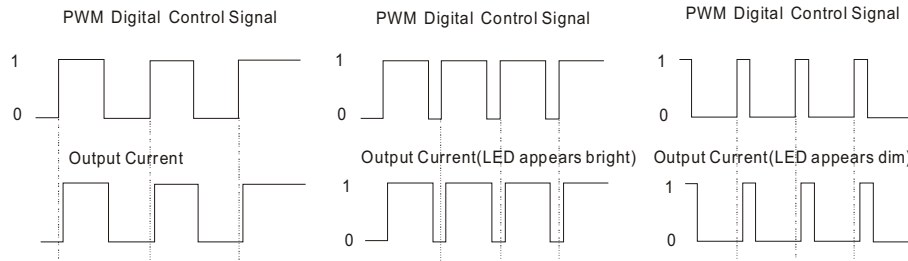 PWM Digital Control Signal
PWM Digital Control Signal
PWM Digital Control Signal
1
0
1
0
1
0
Output Current
Output Current(LED appears bright)
Output Current(LED appears dim)
1
0
1
0